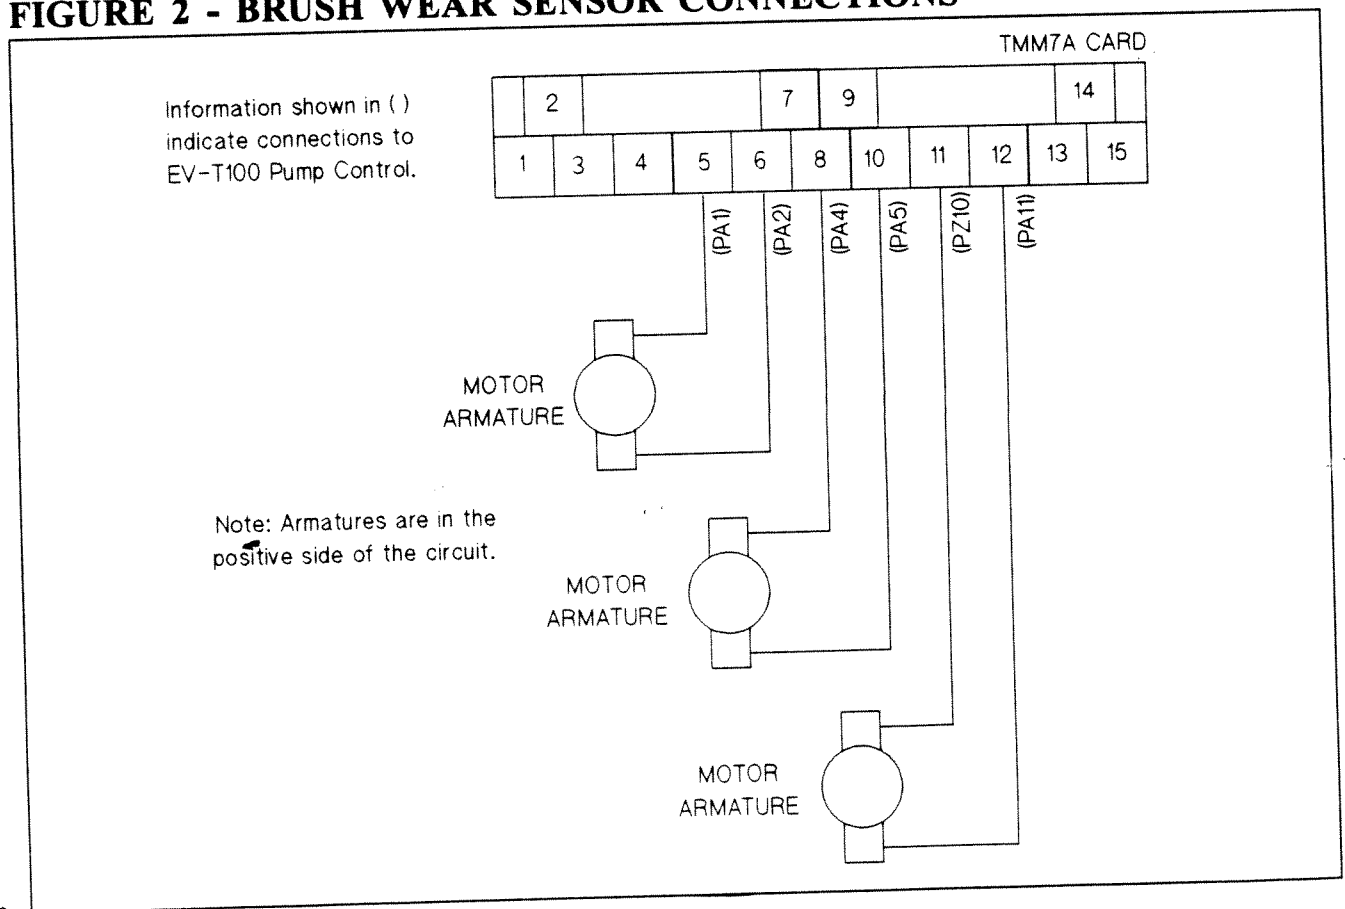 FIGURE 2 - BRUSH WEAR SENSOR CONNECTIONS
TMM7A CARD
Information shown in ( )
indicate connections to
EV-T100 Pump Control.
2 7 9 14
1 3 4 5 6 8 10 11 12 13 15
(PA1) (PA2) (PA4) (PA5) (PZ10) (PA11)
MOTOR
ARMATURE
Note: Armatures are in the
positive side of the circuit.
MOTOR
ARMATURE
MOTOR
ARMATURE